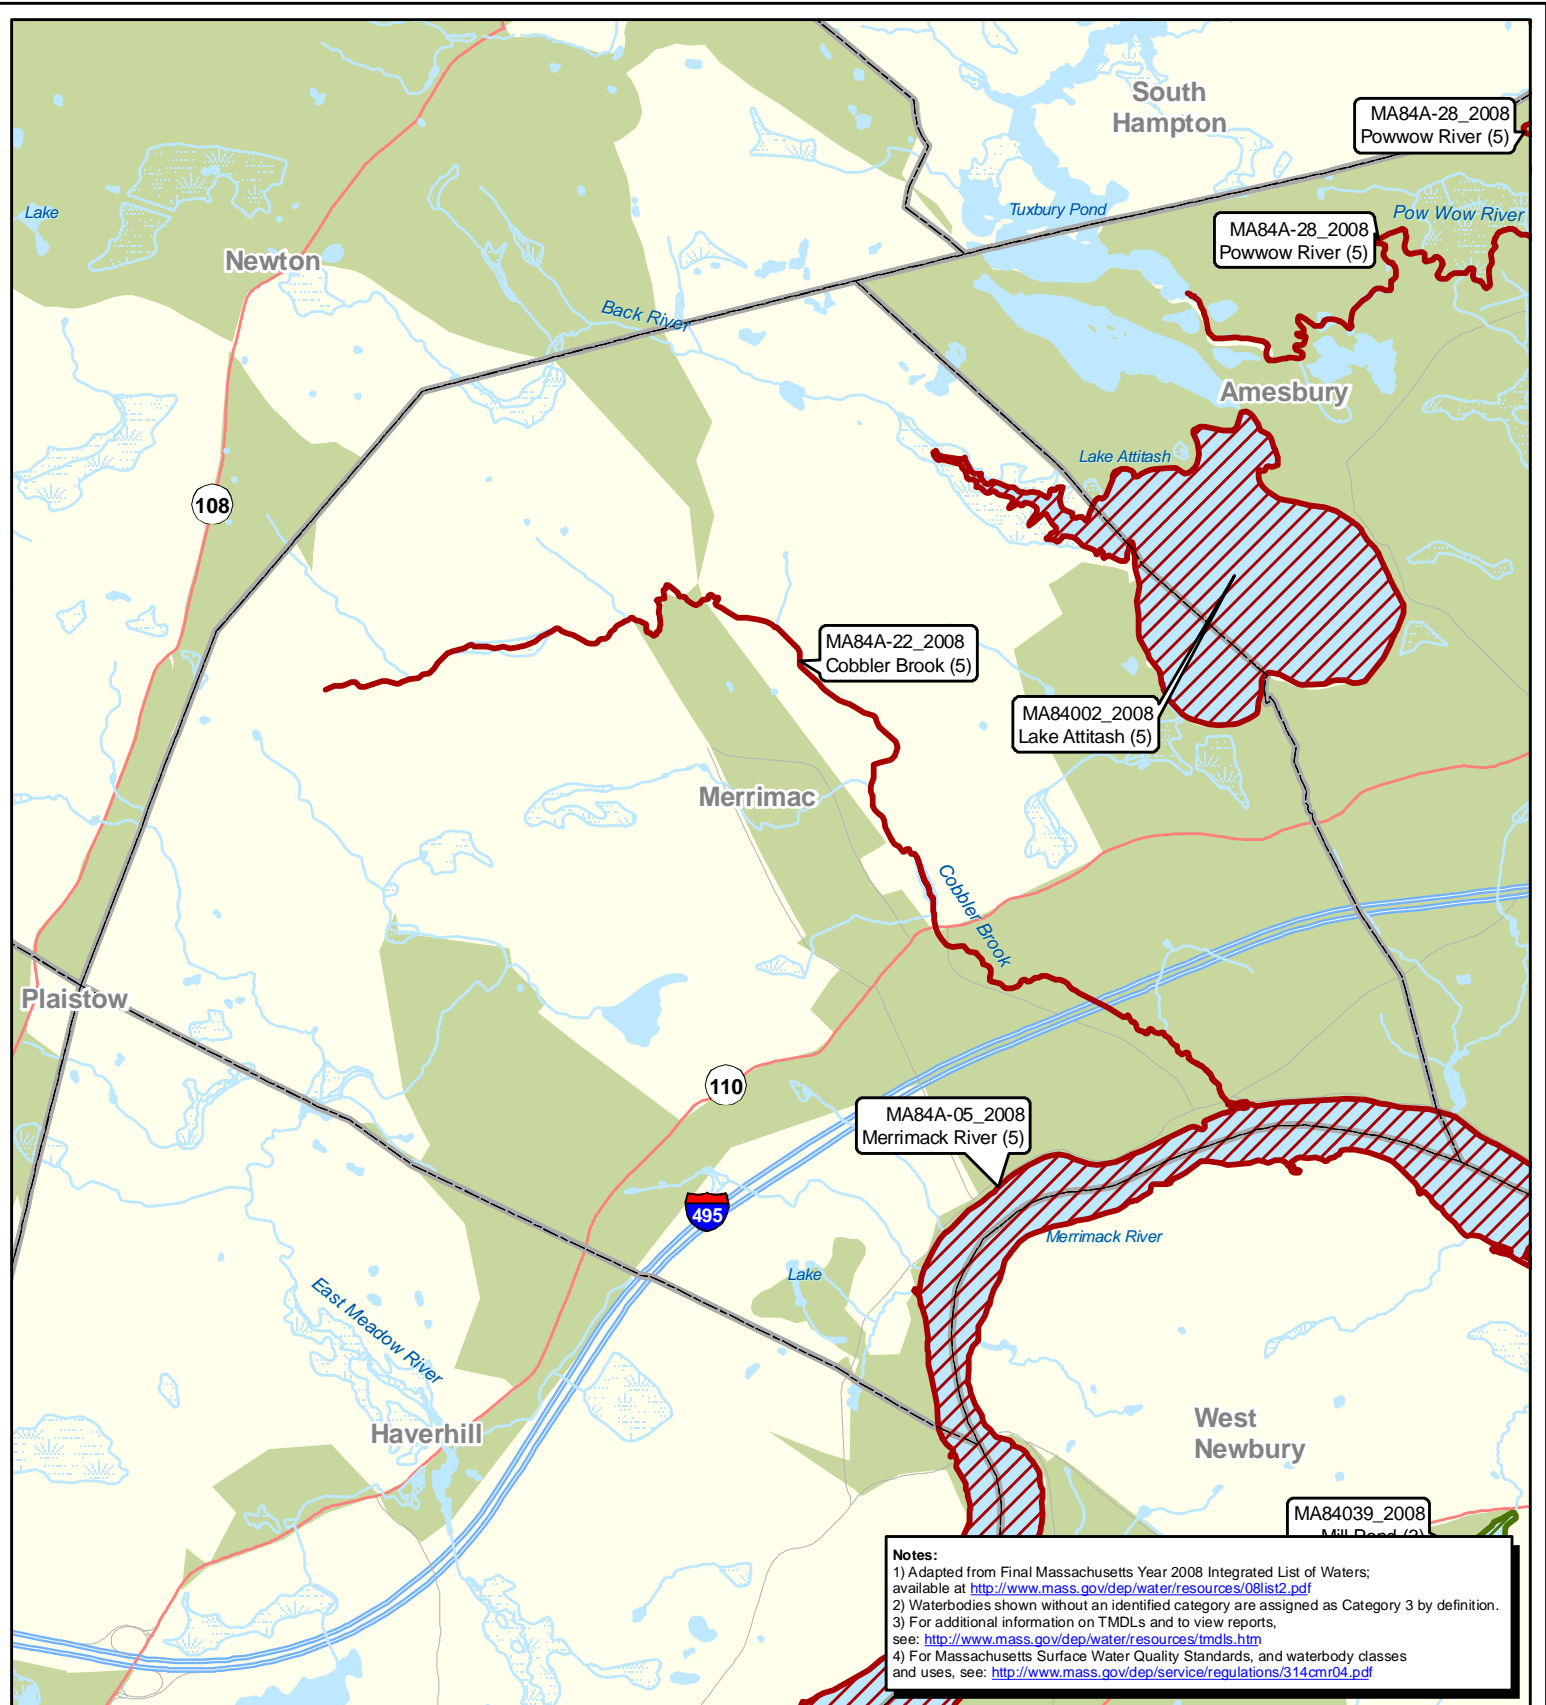 South
Hampton
MA84A-28_2008
Powwow River (5)
Lake
Tuxbury Pond
Pow Wow River
MA84A-28_2008
Powwow River (5)
Newton
Back River
Amesbury
Lake Attitash
108
MA84A-22_2008
Cobbler Brook (5)
MA84002_2008
Lake Attitash (5)
Merrimac
Cobbler Brook
Plaistow
110
MA84A-05_2008
Merrimack River (5)
495
Merrimack River
Lake
East Meadow River
Haverhill
West
Newbury
MA84039_2008
Mill Pond (3)
Notes:
1) Adapted from Final Massachusetts Year 2008 Integrated List of Waters;
available at http://www.mass.gov/dep/water/resources/08list2.pdf
2) Waterbodies shown without an identified category are assigned as Category 3 by definition.
3) For additional information on TMDLs and to view reports,
see: http://www.mass.gov/dep/water/resources/tmdls.htm
4) For Massachusetts Surface Water Quality Standards, and waterbody classes
and uses, see: http://www.mass.gov/dep/service/regulations/314cmr04.pdf